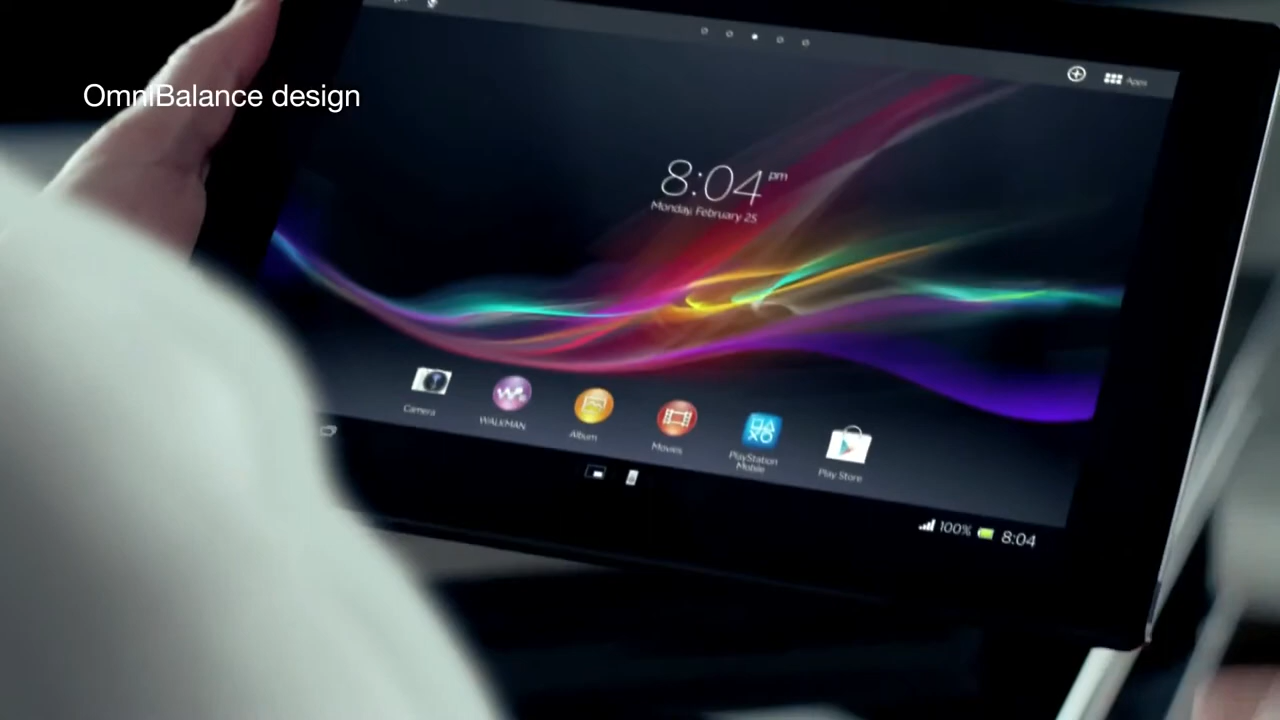 OmniBalance design
Apps
8:04 pm
Monday, February 25
Camera
WALKMAN
Album
Movies
PlayStation
Mobile
Play Store
100% 8:04